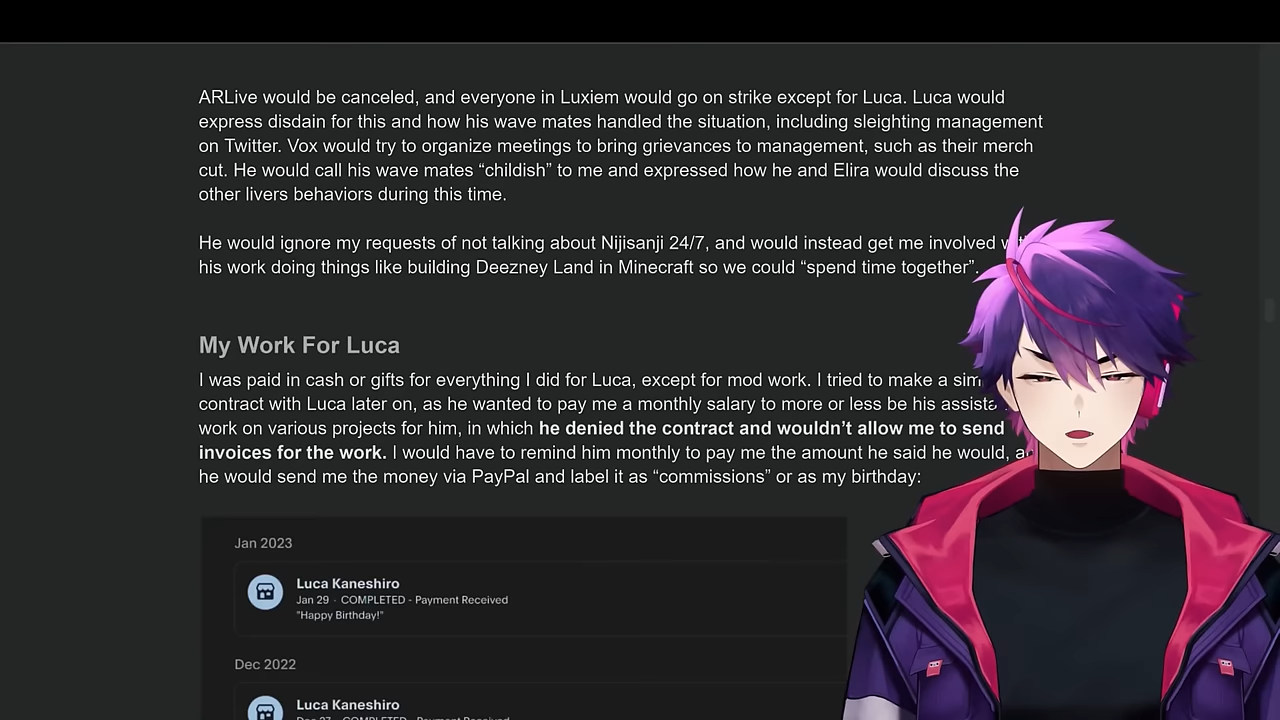 ARLive would be canceled, and everyone in Luxiem would go on strike except for Luca. Luca would
express disdain for this and how his wave mates handled the situation, including sleighting management
on Twitter. Vox would try to organize meetings to bring grievances to management, such as their merch
cut. He would call his wave mates “childish” to me and expressed how he and Elira would discuss the
other livers behaviors during this time.
He would ignore my requests of not talking about Nijisanji 24/7, and would instead get me involved
his work doing things like building Deezney Land in Minecraft so we could “spend time together”.
My Work For Luca
I was paid in cash or gifts for everything I did for Luca, except for mod work. I tried to make a
contract with Luca later on, as he wanted to pay me a monthly salary to more or less be his
work on various projects for him, in which he denied the contract and wouldn’t allow me to send
invoices for the work. I would have to remind him monthly to pay me the amount he said he would,
he would send me the money via PayPal and label it as “commissions” or as my birthday:
Jan 2023
Luca Kaneshiro
Jan 29 · COMPLETED - Payment Received
"Happy Birthday!"
Dec 2022
Luca Kaneshiro
Dec 27 · COMPLETED - Payment Received